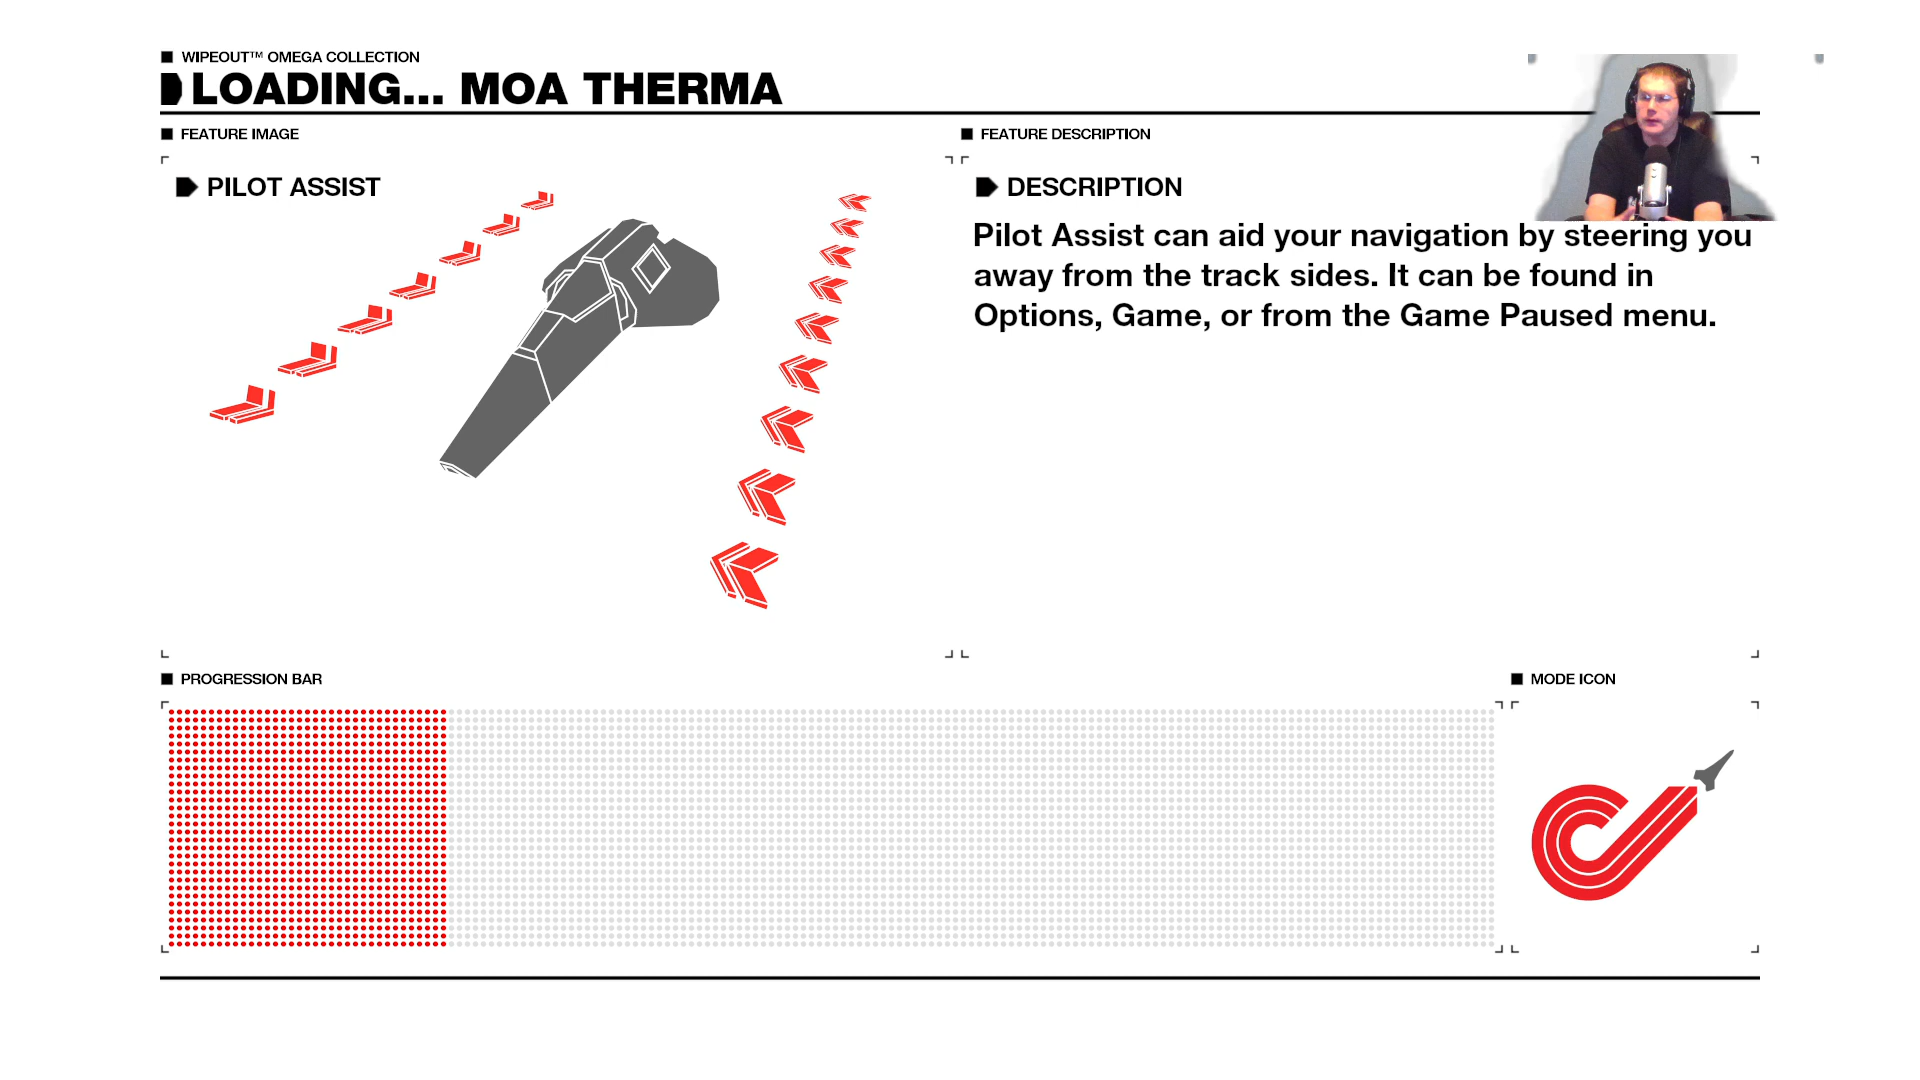 WIPEOUT™ OMEGA COLLECTION
LOADING... MOA THERMA
FEATURE IMAGE
FEATURE DESCRIPTION
PILOT ASSIST
DESCRIPTION
Pilot Assist can aid your navigation by steering you
away from the track sides. It can be found in
Options, Game, or from the Game Paused menu.
PROGRESSION BAR
MODE ICON